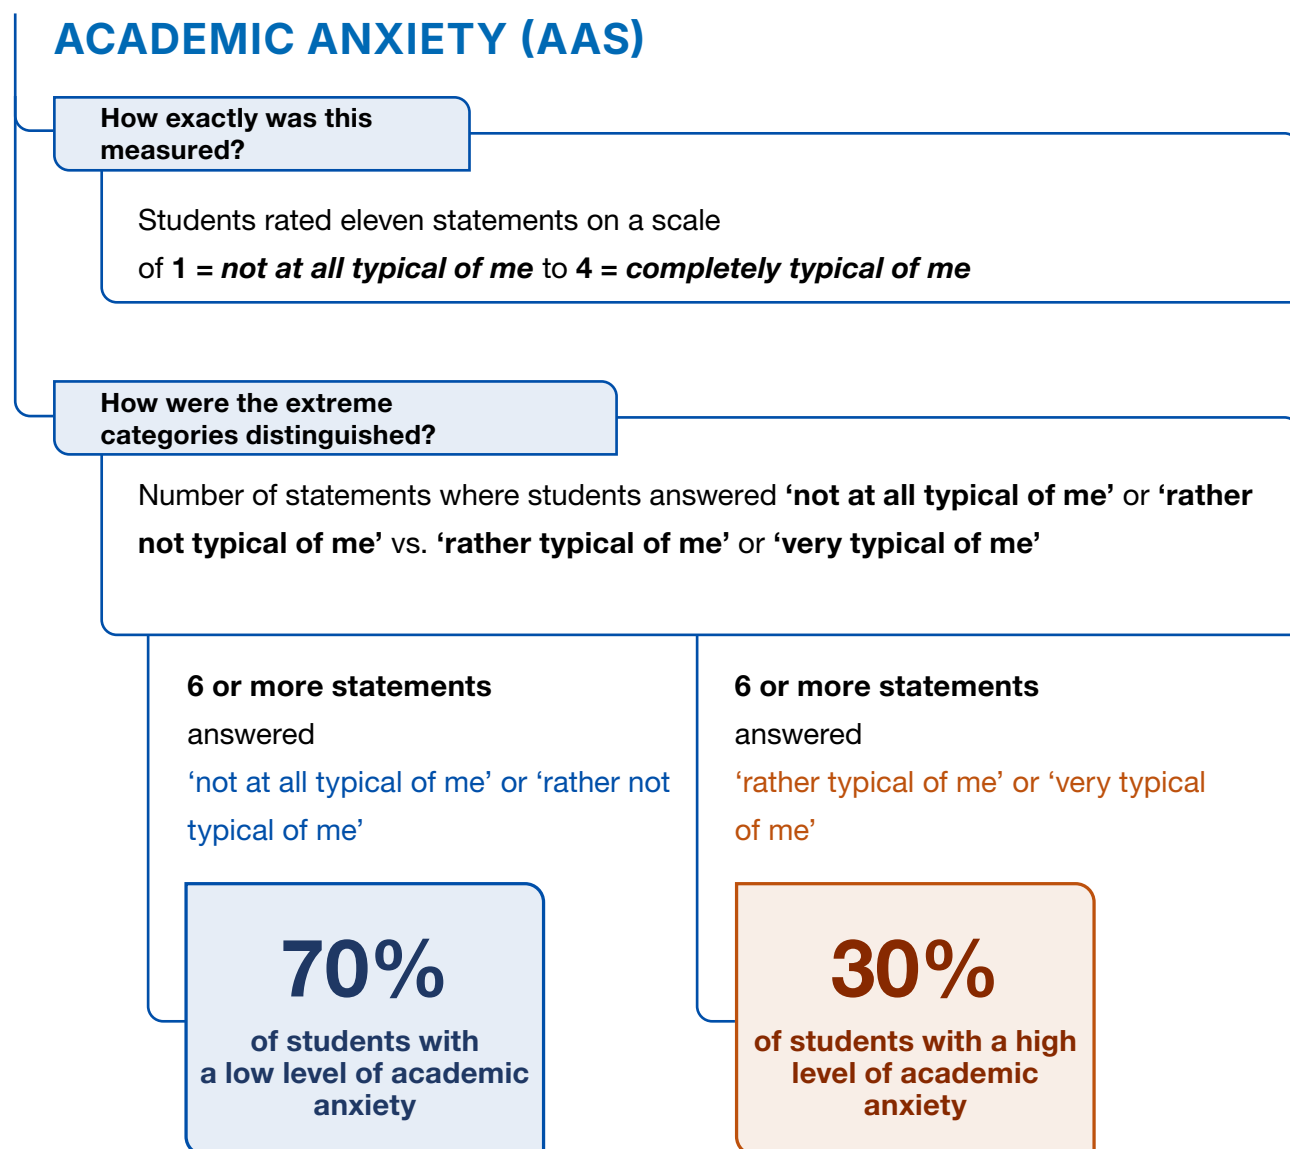 ACADEMIC ANXIETY (AAS)
How exactly was this
measured?
Students rated eleven statements on a scale
of 1 = not at all typical of me to 4 = completely typical of me
How were the extreme
categories distinguished?
Number of statements where students answered ‘not at all typical of me’ or ‘rather
not typical of me’ vs. ‘rather typical of me’ or ‘very typical of me’
6 or more statements
answered
‘not at all typical of me’ or ‘rather not
typical of me’
70%
of students with
a low level of academic
anxiety
6 or more statements
answered
‘rather typical of me’ or ‘very typical
of me’
30%
of students with a high
level of academic
anxiety